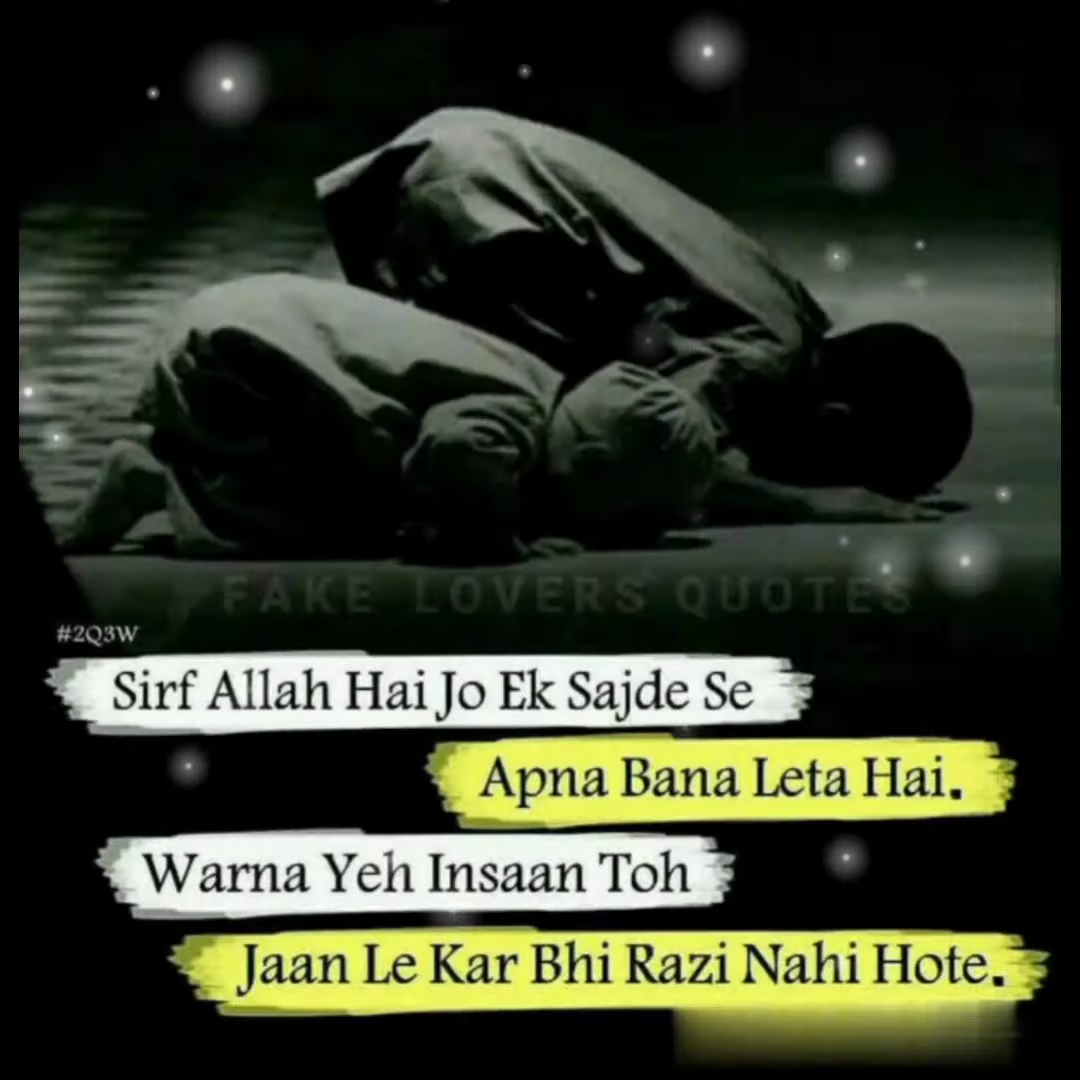 FAKE LOVERS QUOTES
#2Q3W
Sirf Allah Hai Jo Ek Sajde Se
Apna Bana Leta Hai.
Warna Yeh Insaan Toh
Jaan Le Kar Bhi Razi Nahi Hote.